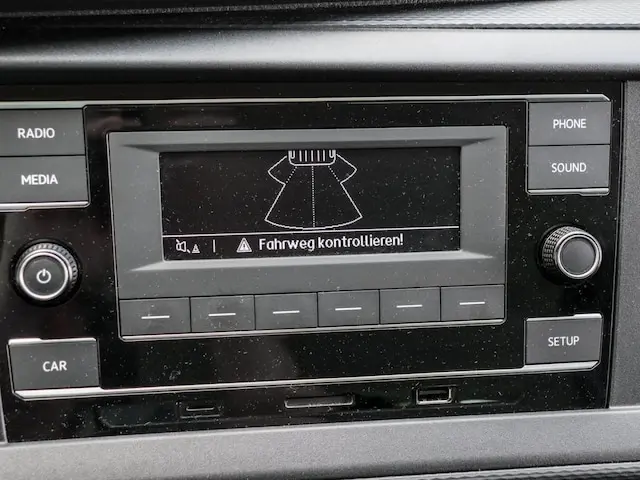 RADIO
MEDIA
CAR
Fahrweg kontrollieren!
PHONE
SOUND
SETUP